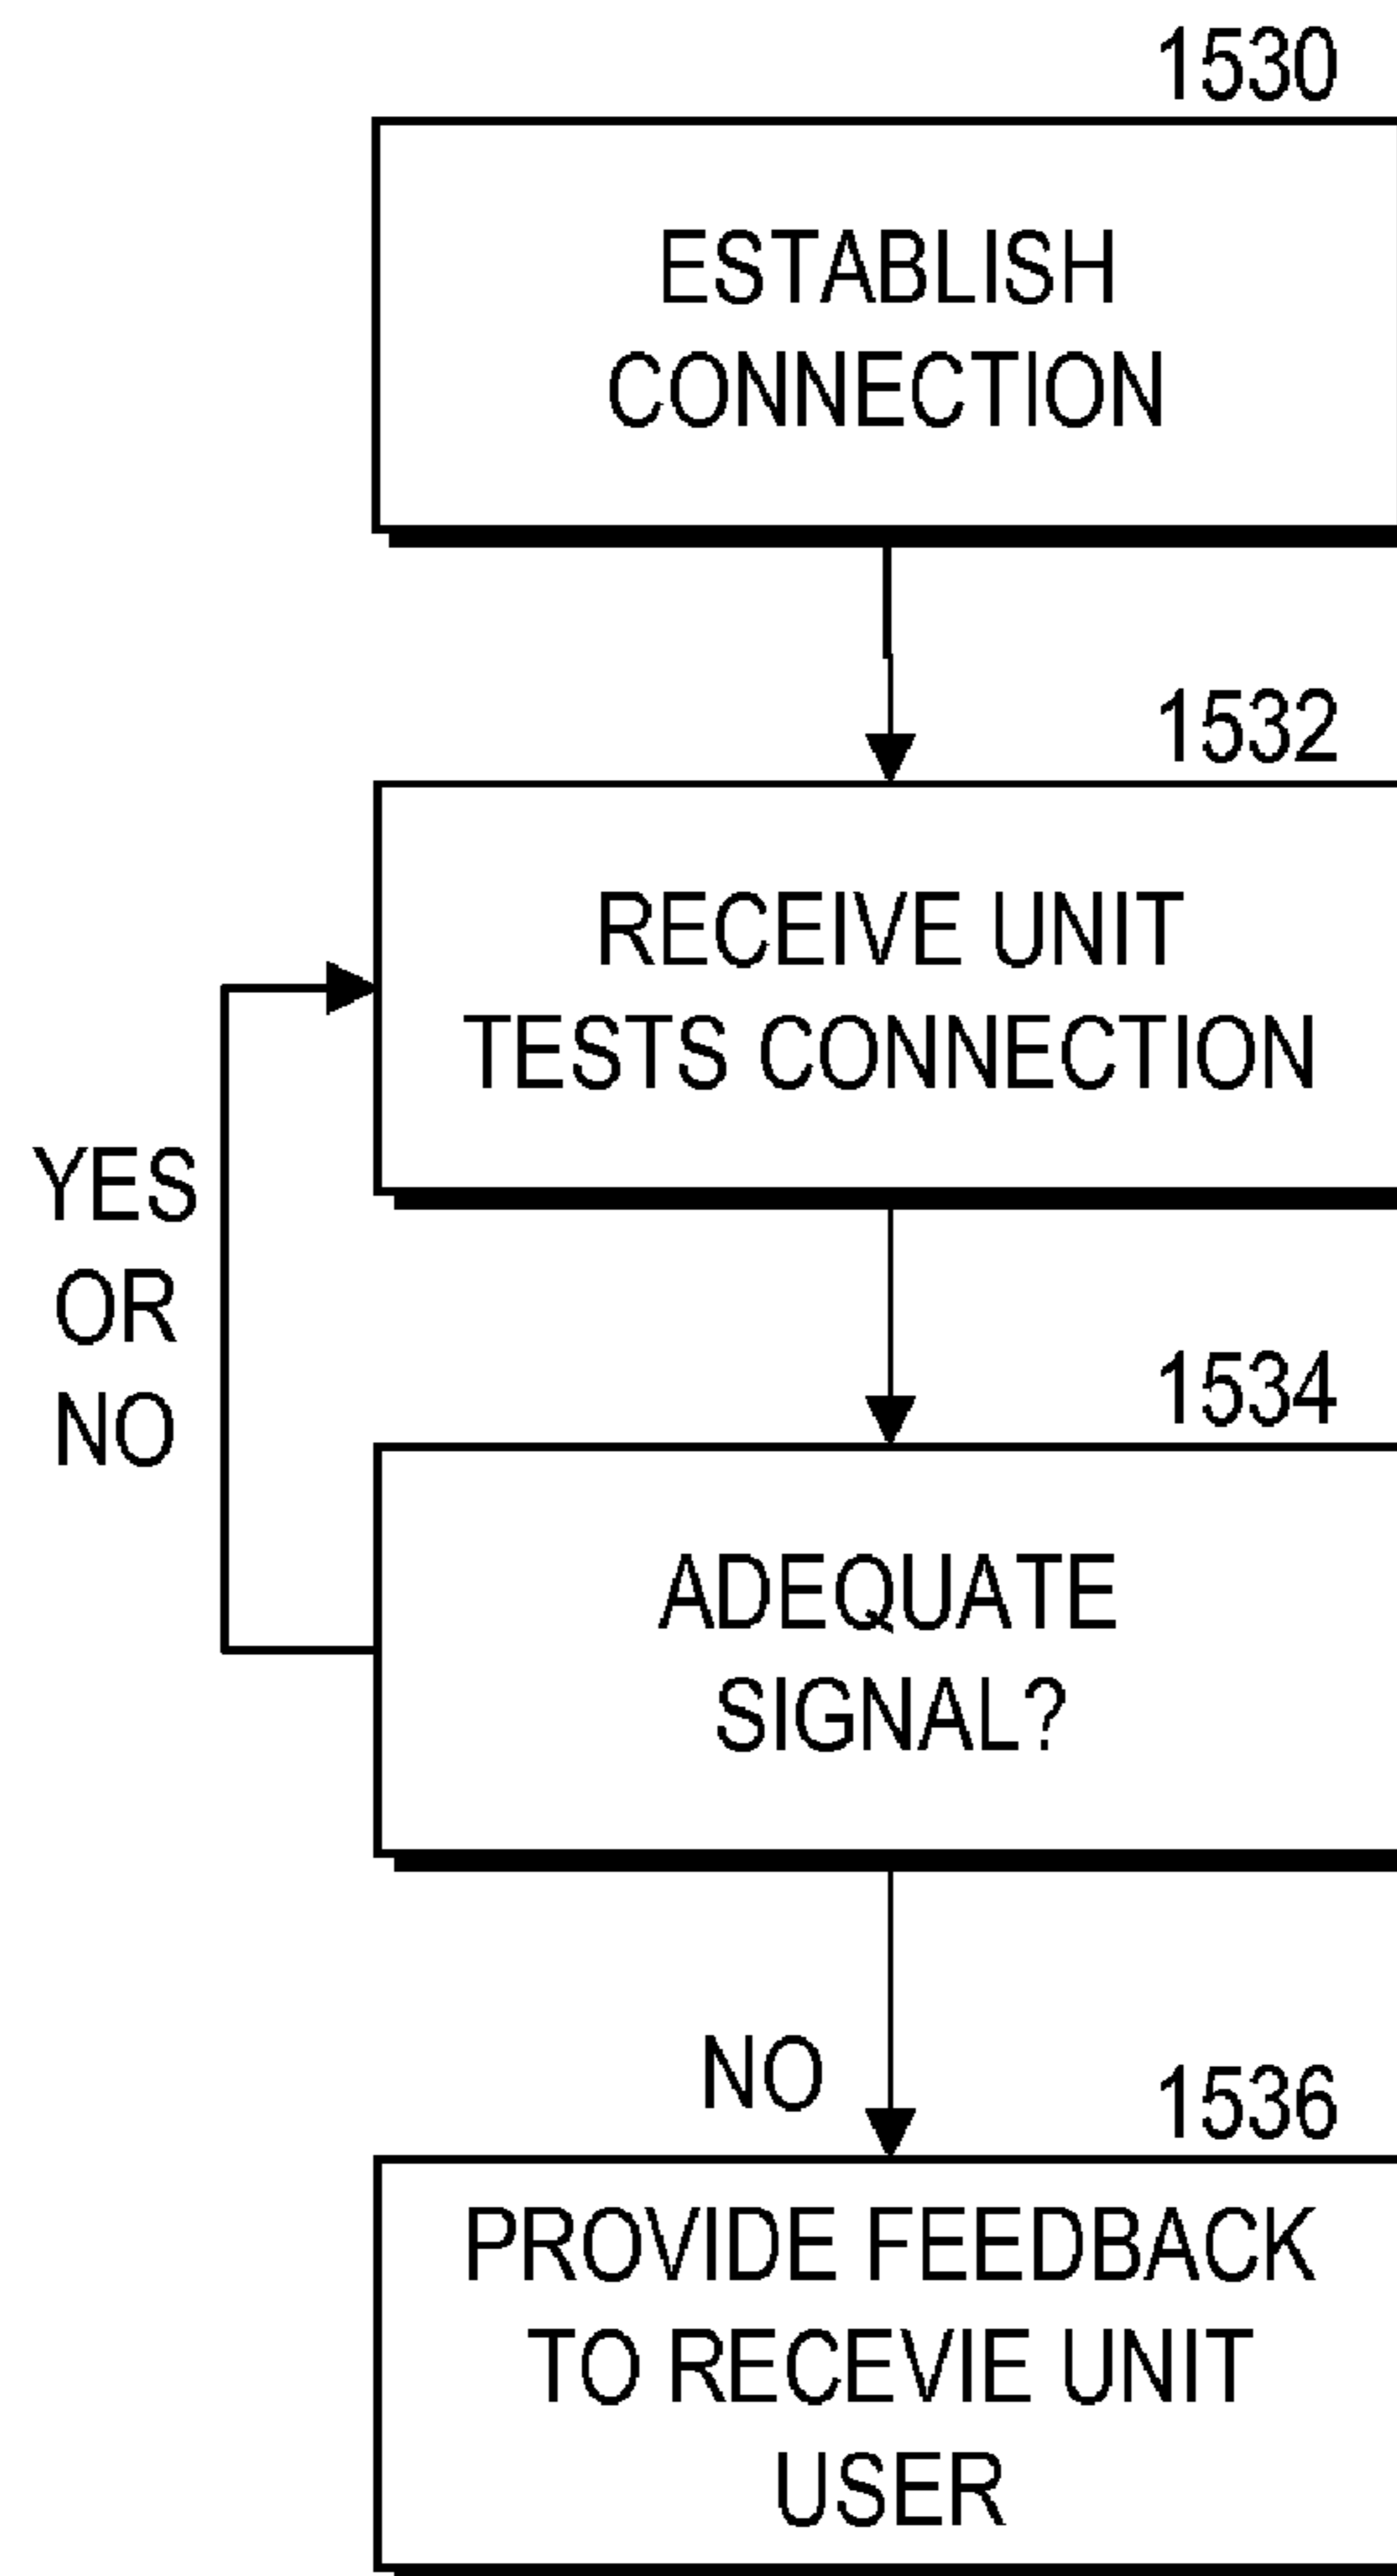 1530
ESTABLISH
CONNECTION
1532
RECEIVE UNIT
TESTS CONNECTION
YES
OR
NO
1534
ADEQUATE
SIGNAL?
NO
1536
PROVIDE FEEDBACK
TO RECEVIE UNIT
USER